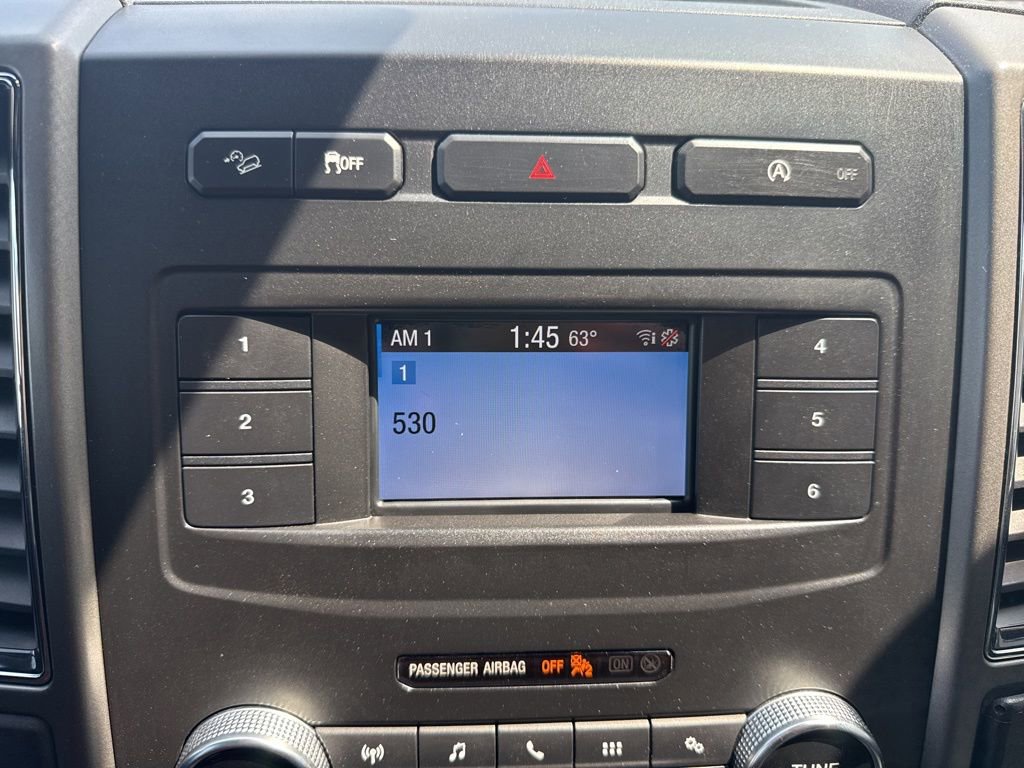 OFF
OFF
AM 1 1:45 63°
1
530
1
2
3
4
5
6
PASSENGER AIRBAG OFF ON
TUNE